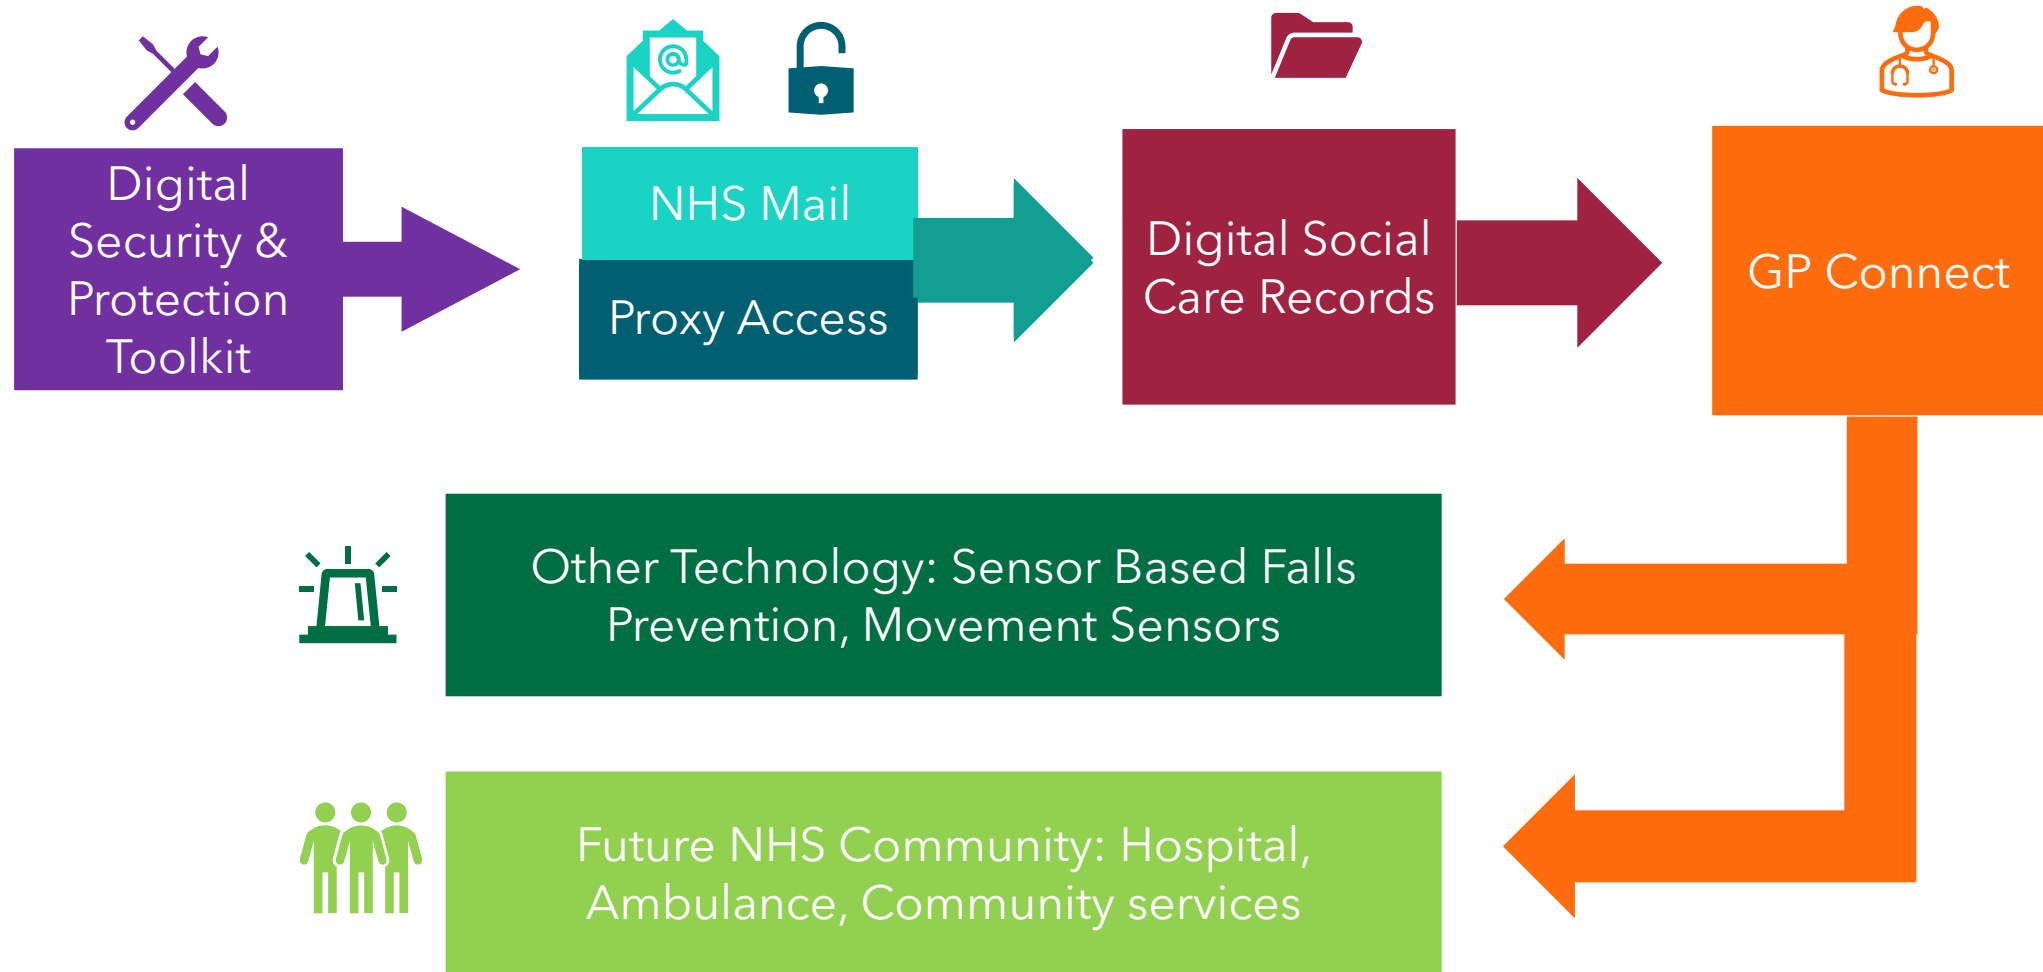 Digital
Security &
Protection
Toolkit
@
NHS Mail
Proxy Access
Digital Social
Care Records
GP Connect
Other Technology: Sensor Based Falls
Prevention, Movement Sensors
Future NHS Community: Hospital,
Ambulance, Community services